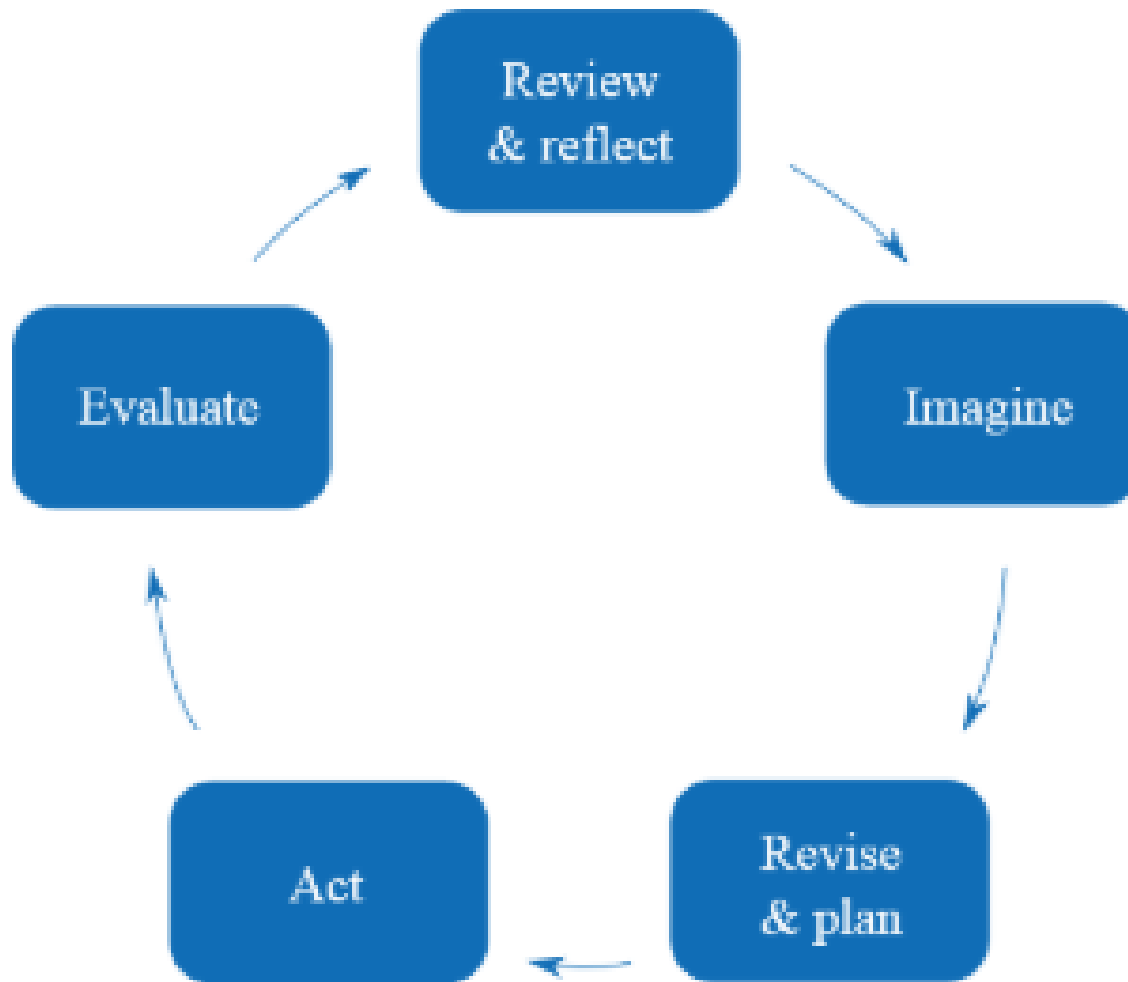 Review
& reflect
Imagine
Revise
& plan
Act
Evaluate